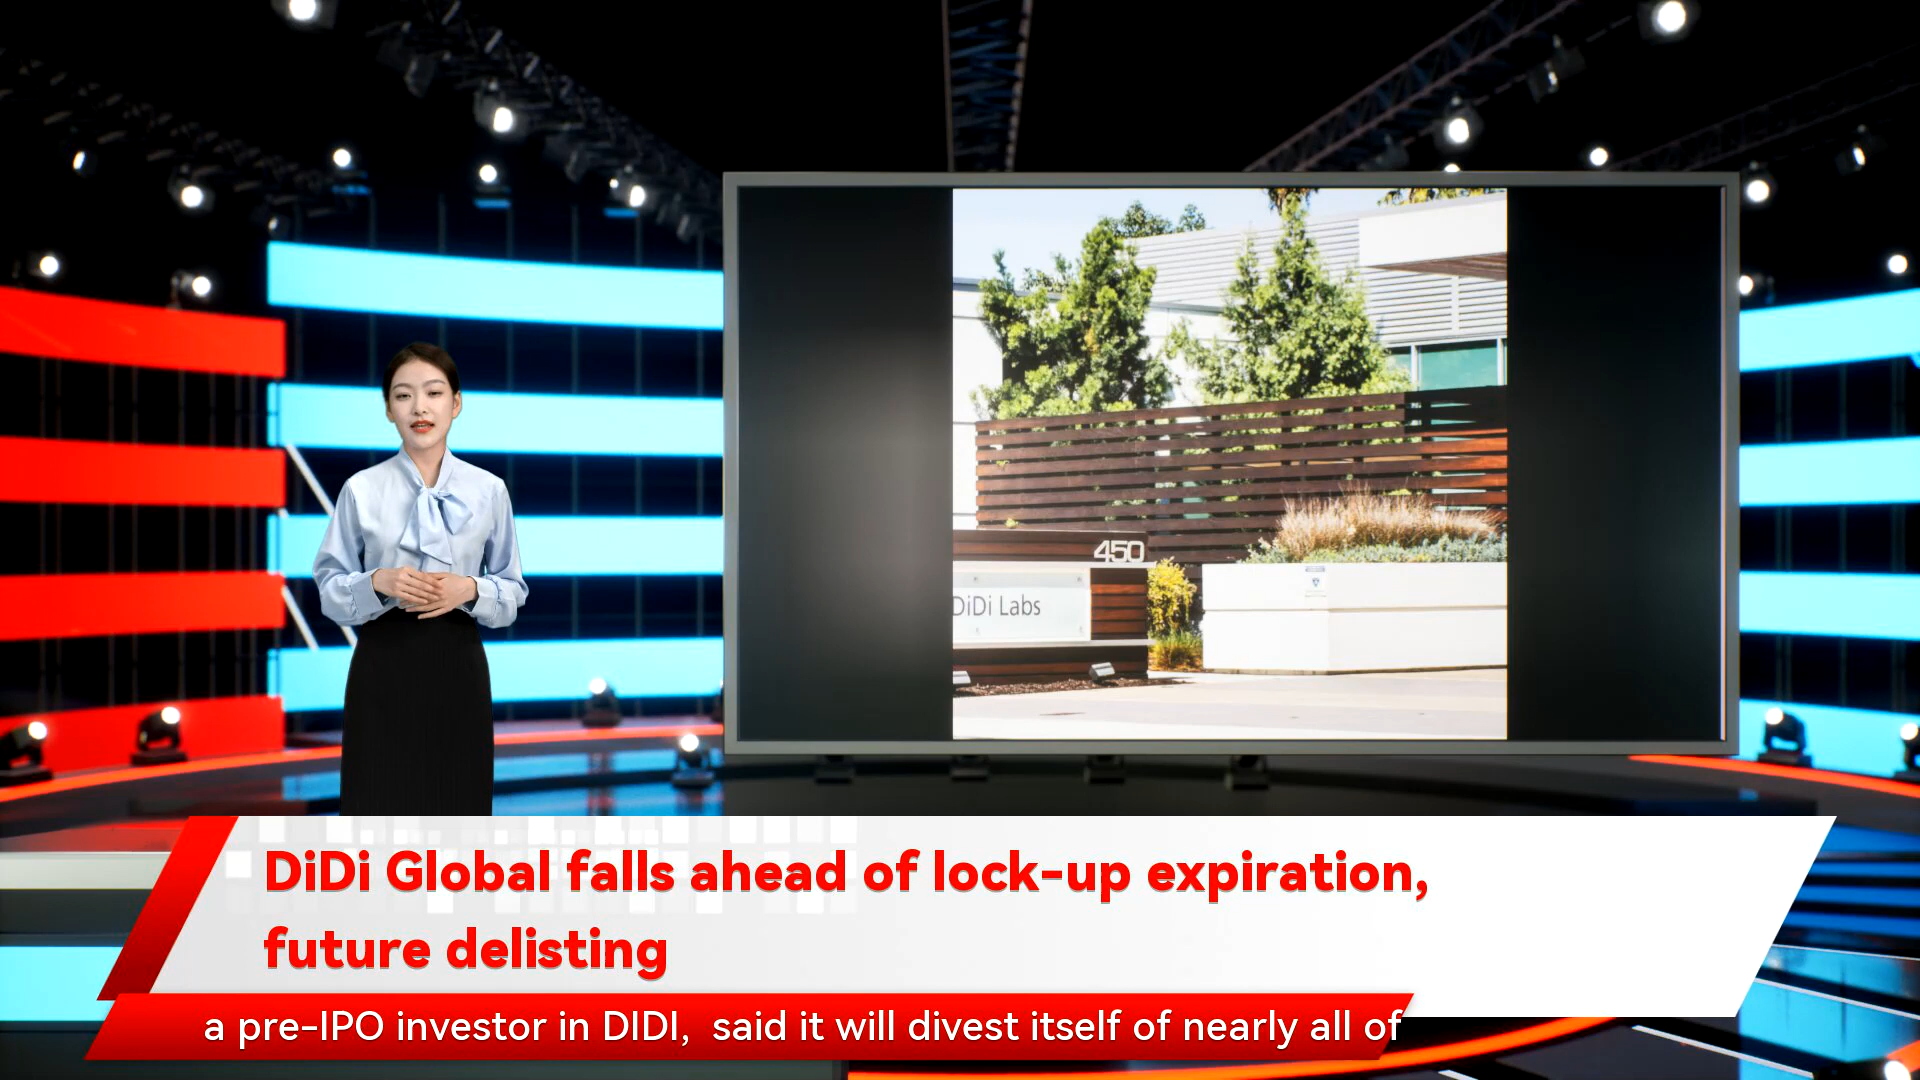 450
DiDi Labs
DiDi Global falls ahead of lock-up expiration,
future delisting
a pre-IPO investor in DIDI, said it will divest itself of nearly all of